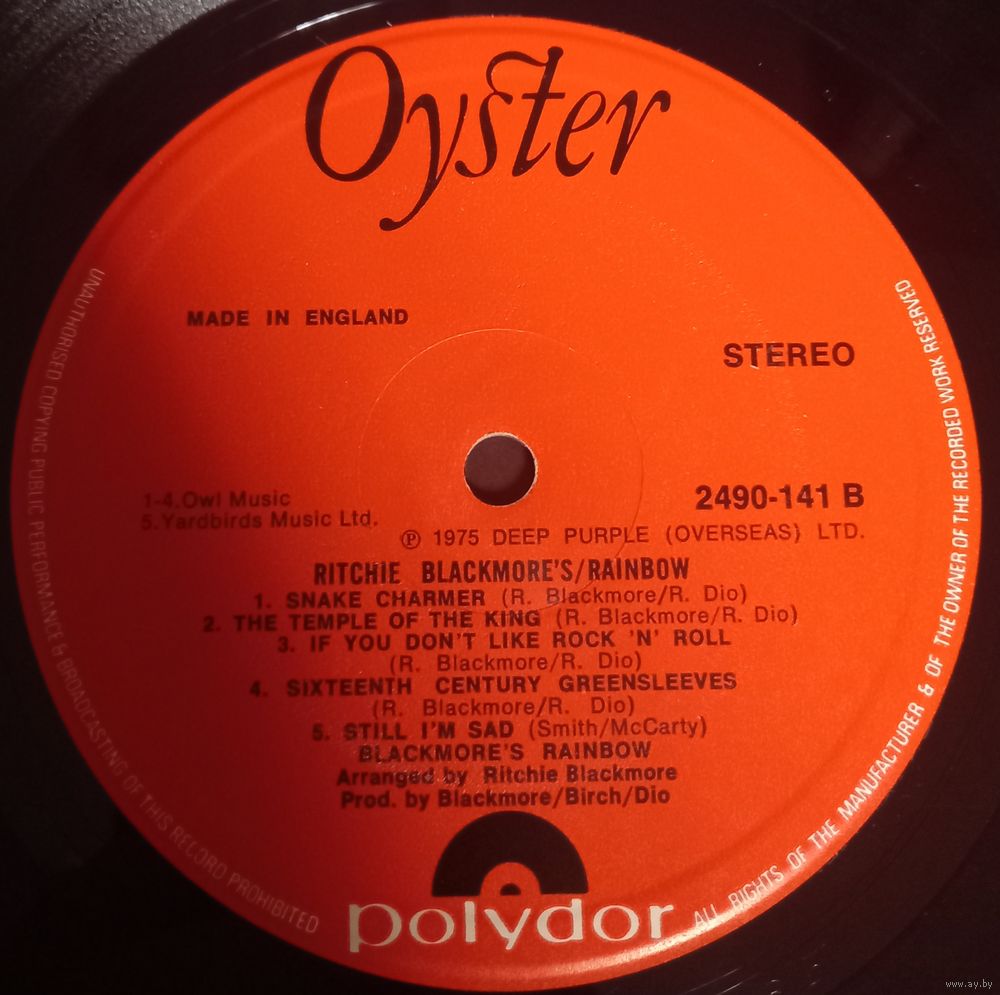 Oyster
MADE IN ENGLAND
STEREO
1-4.Owl Music
5.Yardbirds Music Ltd.
2490-141 B
℗ 1975 DEEP PURPLE (OVERSEAS) LTD.
RITCHIE BLACKMORE'S/RAINBOW
1. SNAKE CHARMER (R. Blackmore/R. Dio)
2. THE TEMPLE OF THE KING (R. Blackmore/R. Dio)
3. IF YOU DON'T LIKE ROCK 'N' ROLL
(R. Blackmore/R. Dio)
4. SIXTEENTH CENTURY GREENSLEEVES
(R. Blackmore/R. Dio)
5. STILL I'M SAD (Smith/McCarty)
BLACKMORE'S RAINBOW
Arranged by Ritchie Blackmore
Prod. by Blackmore/Birch/Dio
polydor
UNAUTHORISED COPYING PUBLIC PERFORMANCE & BROADCASTING OF THIS RECORD PROHIBITED
ALL RIGHTS OF THE MANUFACTURER & OF THE OWNER OF THE RECORDED WORK RESERVED
www.ay.by